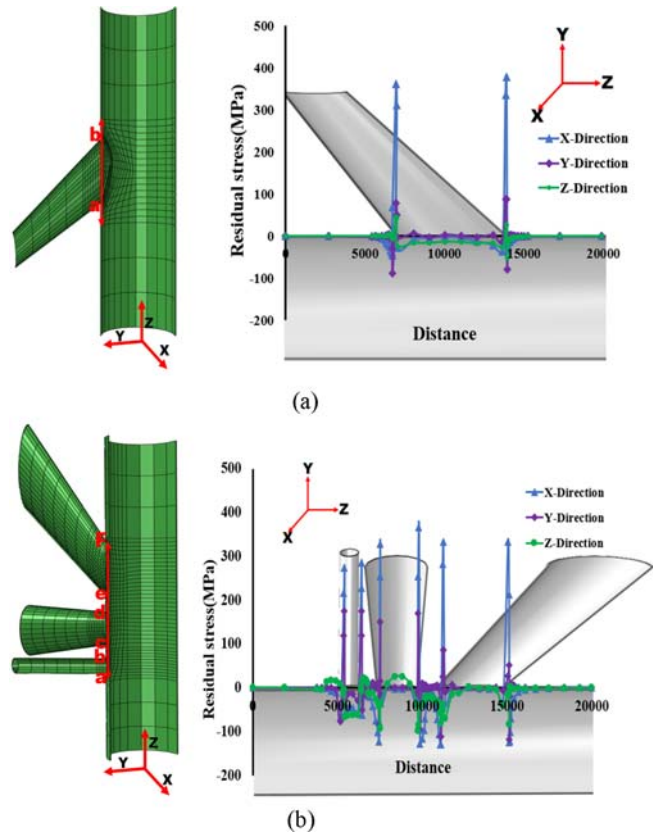 b
a
Z
Y
X
Residual stress(MPa)
500
400
300
200
100
0
-100
-200
0
5000
10000
15000
20000
Distance
Y
Z
X
X-Direction
Y-Direction
Z-Direction
(a)
e
d
c
b
a
Z
Y
X
Residual stress(MPa)
500
400
300
200
100
0
-100
-200
0
5000
10000
15000
20000
Distance
Y
Z
X
X-Direction
Y-Direction
Z-Direction
(b)